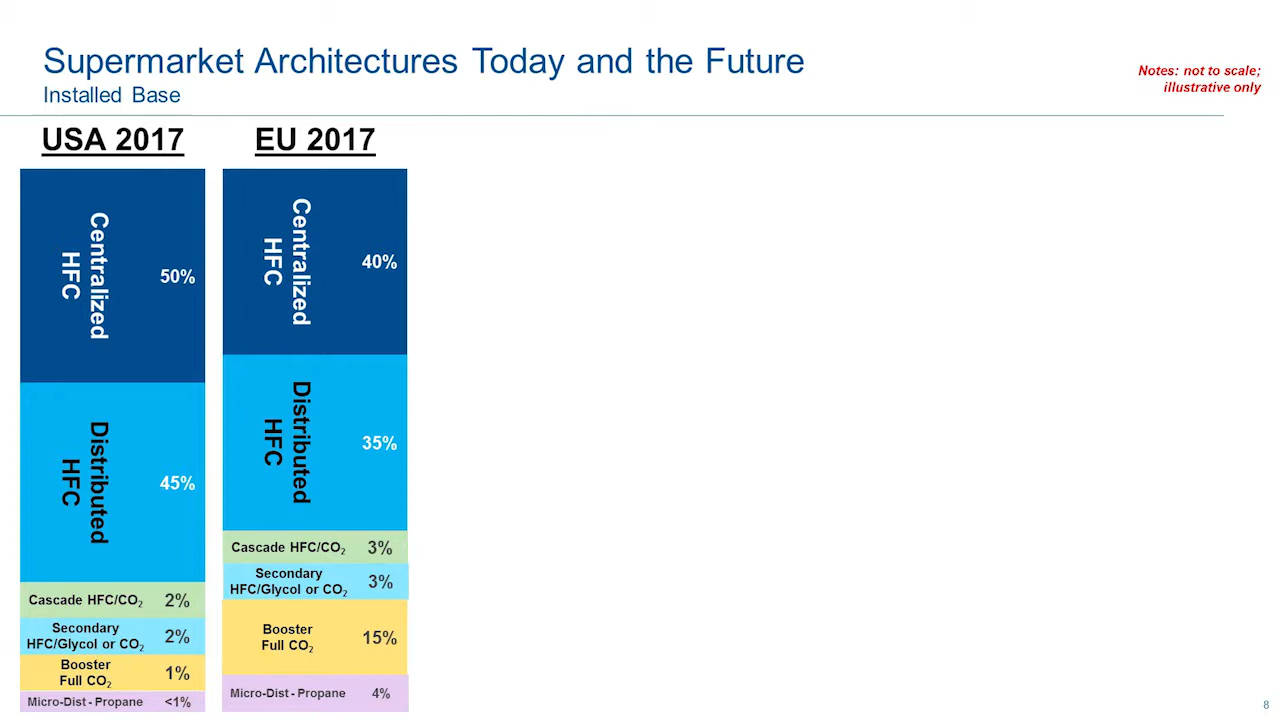 Supermarket Architectures Today and the Future
Installed Base
Notes: not to scale;
illustrative only
USA 2017
Centralized
HFC
50%
Distributed
HFC
45%
Cascade HFC/CO₂ 2%
Secondary
HFC/Glycol or CO₂
2%
Booster
Full CO₂
1%
Micro-Dist - Propane <1%
EU 2017
Centralized
HFC
40%
Distributed
HFC
35%
Cascade HFC/CO₂ 3%
Secondary
HFC/Glycol or CO₂
3%
Booster
Full CO₂
15%
Micro-Dist - Propane 4%
8